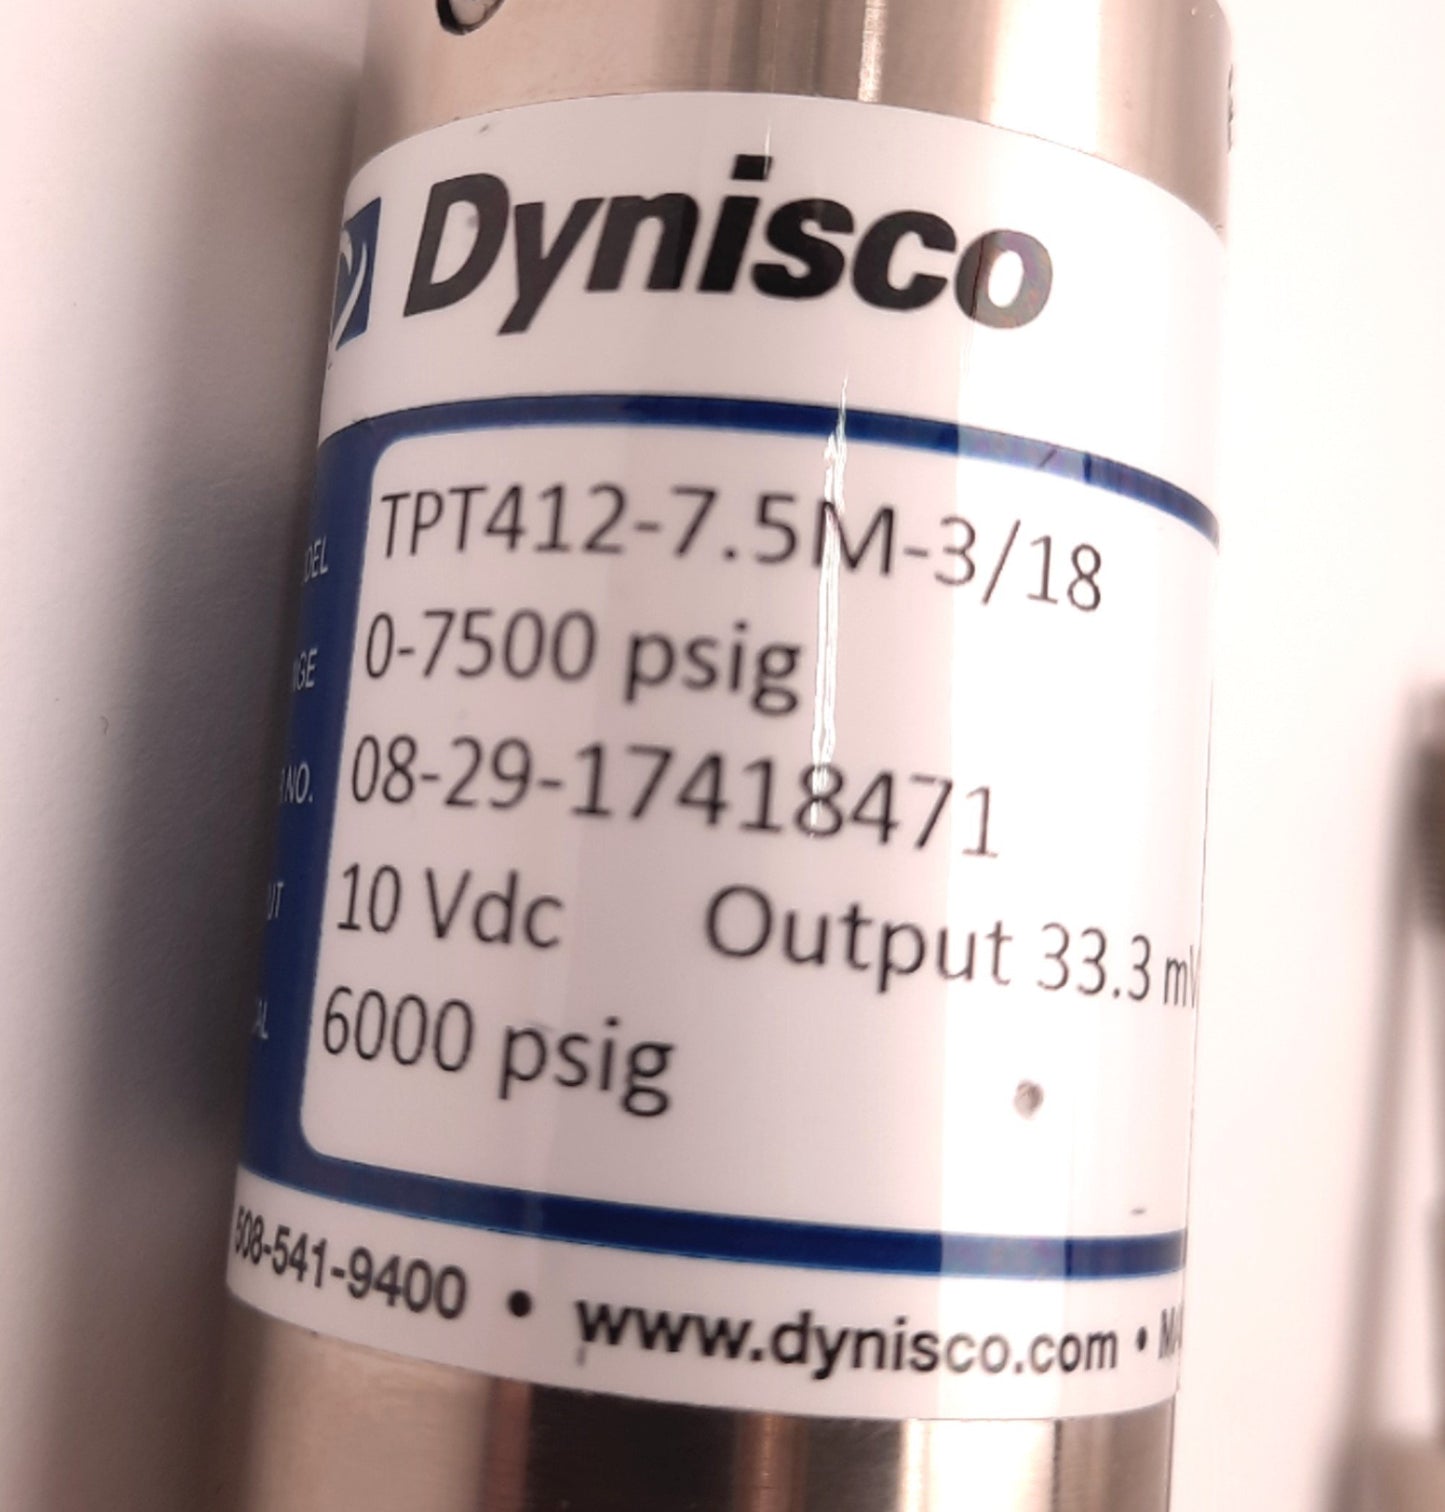 Dynisco
TPT412-7.5M-3/18
0-7500 psig
NO. 08-29-17418471
10 Vdc Output 33.3
6000 psig
508-541-9400 • www.dynisco.com •